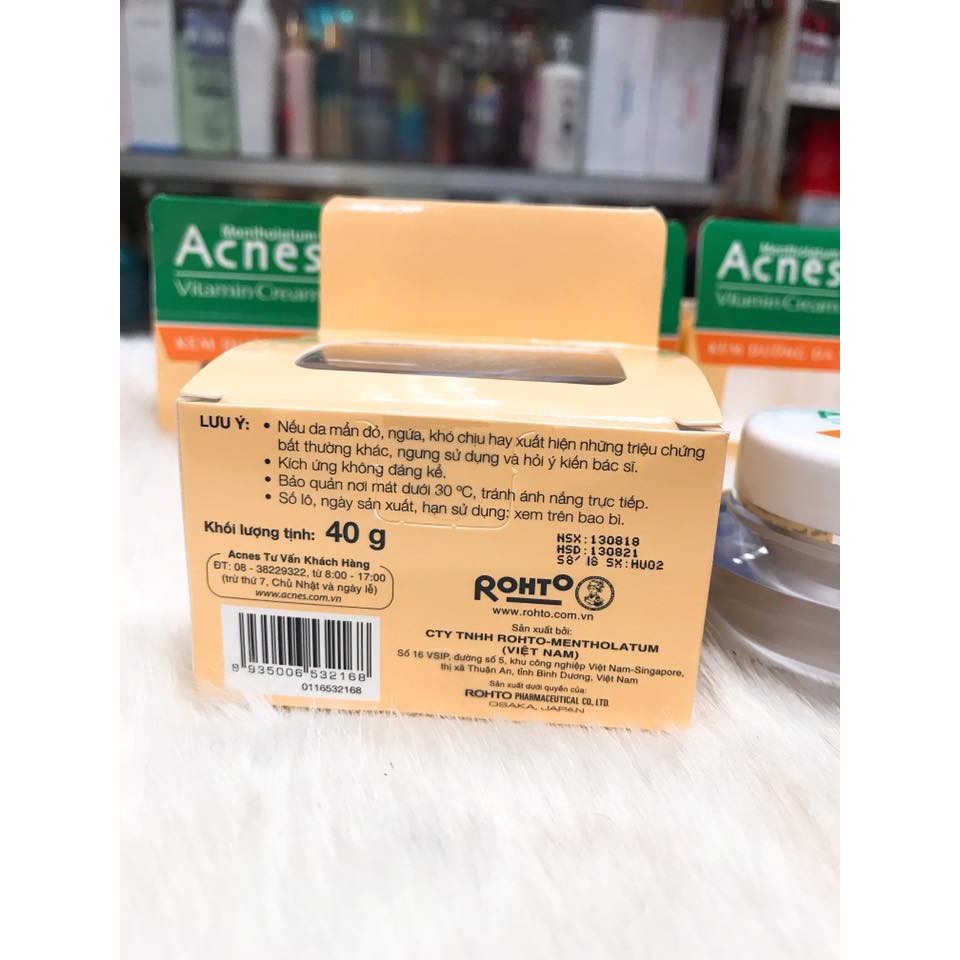 Mentholatum
Acnes
Vitamin Cream
KEM DƯ
Mentholatum
Acnes
Vitamin Cream
KEM DƯỠNG DA
LƯU Ý:
• Nếu da mẩn đỏ, ngứa, khó chịu hay xuất hiện những triệu chứng
bất thường khác, ngưng sử dụng và hỏi ý kiến bác sĩ.
• Kích ứng không đáng kể.
• Bảo quản nơi mát dưới 30 ºC, tránh ánh nắng trực tiếp.
• Số lô, ngày sản xuất, hạn sử dụng: xem trên bao bì.
Khối lượng tịnh: 40 g
NSX:130818
HSD:130821
Số lô SX:HU02
Acnes Tư Vấn Khách Hàng
ĐT: 08 - 38229322, từ 8:00 - 17:00
(trừ thứ 7, Chủ Nhật và ngày lễ)
www.acnes.com.vn
ROHTO
www.rohto.com.vn
Sản xuất bởi:
CTY TNHH ROHTO-MENTHOLATUM
(VIỆT NAM)
Số 16 VSIP, đường số 5, khu công nghiệp Việt Nam-Singapore,
thị xã Thuận An, tỉnh Bình Dương, Việt Nam
Sản xuất dưới quyền của:
ROHTO PHARMACEUTICAL CO., LTD.
OSAKA, JAPAN
8 935006 532168
0116532168